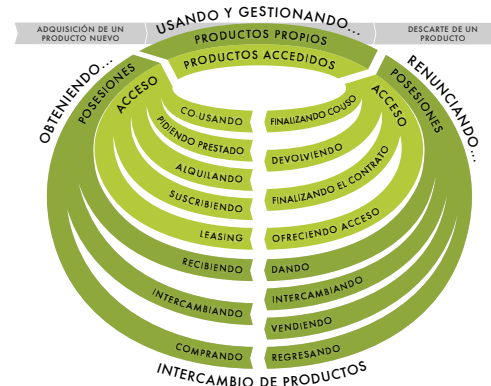 ADQUISICIÓN DE UN
PRODUCTO NUEVO
USANDO Y GESTIONANDO...
DESCARTE DE UN
PRODUCTO
PRODUCTOS PROPIOS
PRODUCTOS ACCEDIDOS
OBTENIENDO...
POSESIONES
ACCESO
RENUNCIANDO...
POSESIONES
ACCESO
CO-USANDO
PIDIENDO PRESTADO
ALQUILANDO
SUSCRIBIENDO
LEASING
RECIBIENDO
INTERCAMBIANDO
COMPRANDO
FINALIZANDO COUSO
DEVOLVIENDO
FINALIZANDO EL CONTRATO
OFRECIENDO ACCESO
DANDO
INTERCAMBIANDO
VENDIENDO
REGRESANDO
INTERCAMBIO DE PRODUCTOS